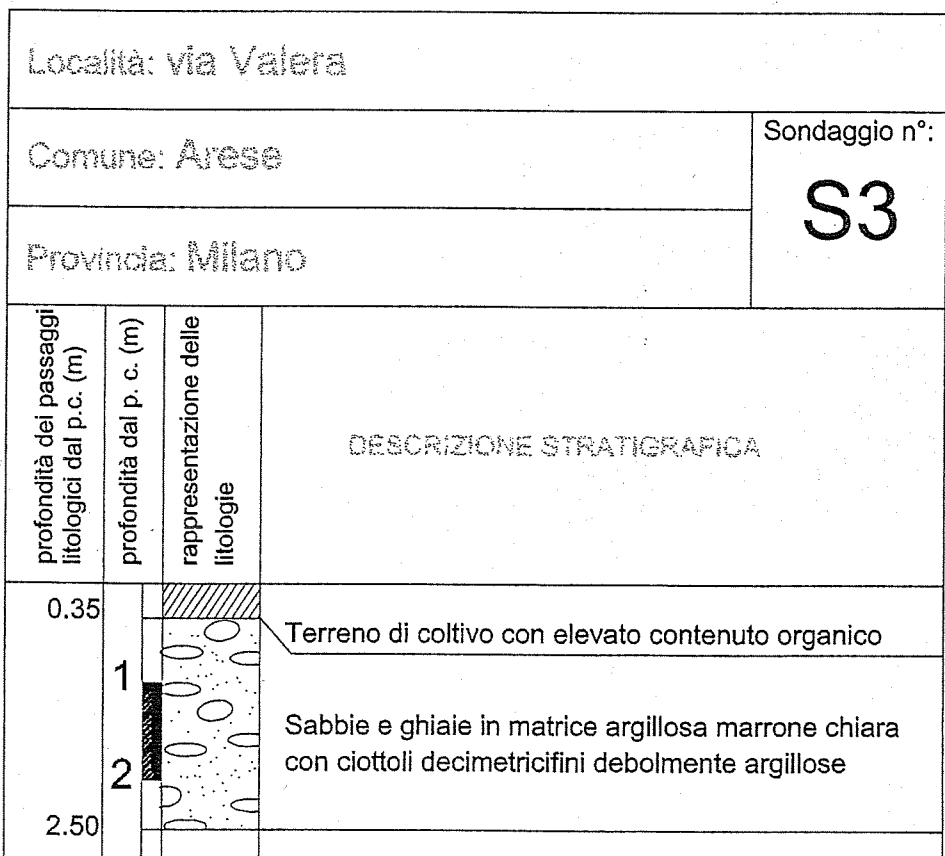 Località: via Valera
Comune: Arese
Sondaggio n°:
S3
Provincia: Milano
profondità dei passaggi
litologici dal p.c. (m)
profondità dal p. c. (m)
rappresentazione delle
litologie
DESCRIZIONE STRATIGRAFICA
0.35
Terreno di coltivo con elevato contenuto organico
1
Sabbie e ghiaie in matrice argillosa marrone chiara
con ciottoli decimetricifini debolmente argillose
2
2.50